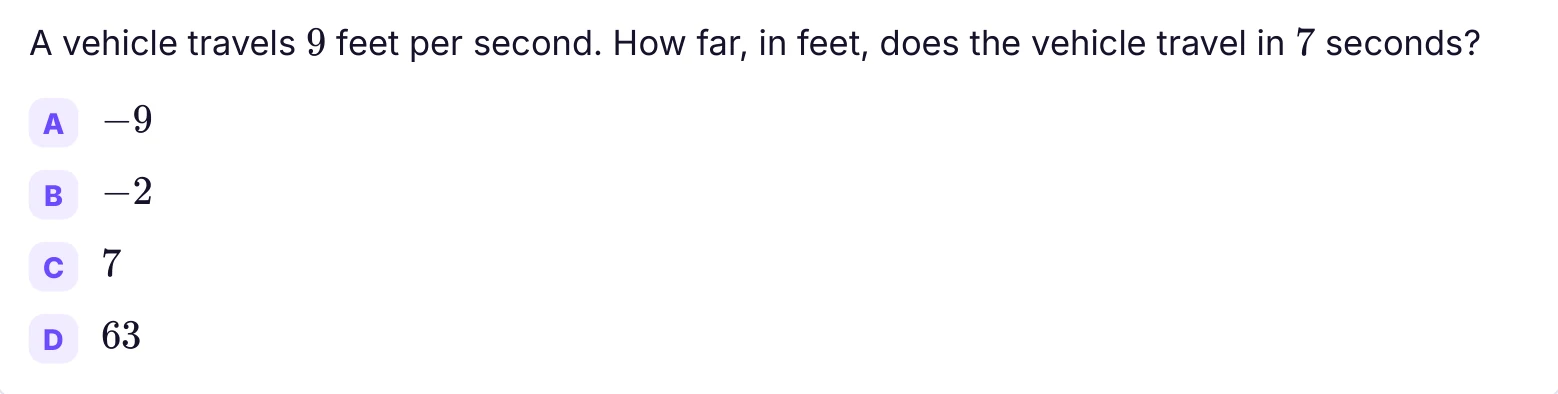 A vehicle travels 9 feet per second. How far, in feet, does the vehicle travel in 7 seconds?
A −9
B −2
C 7
D 63